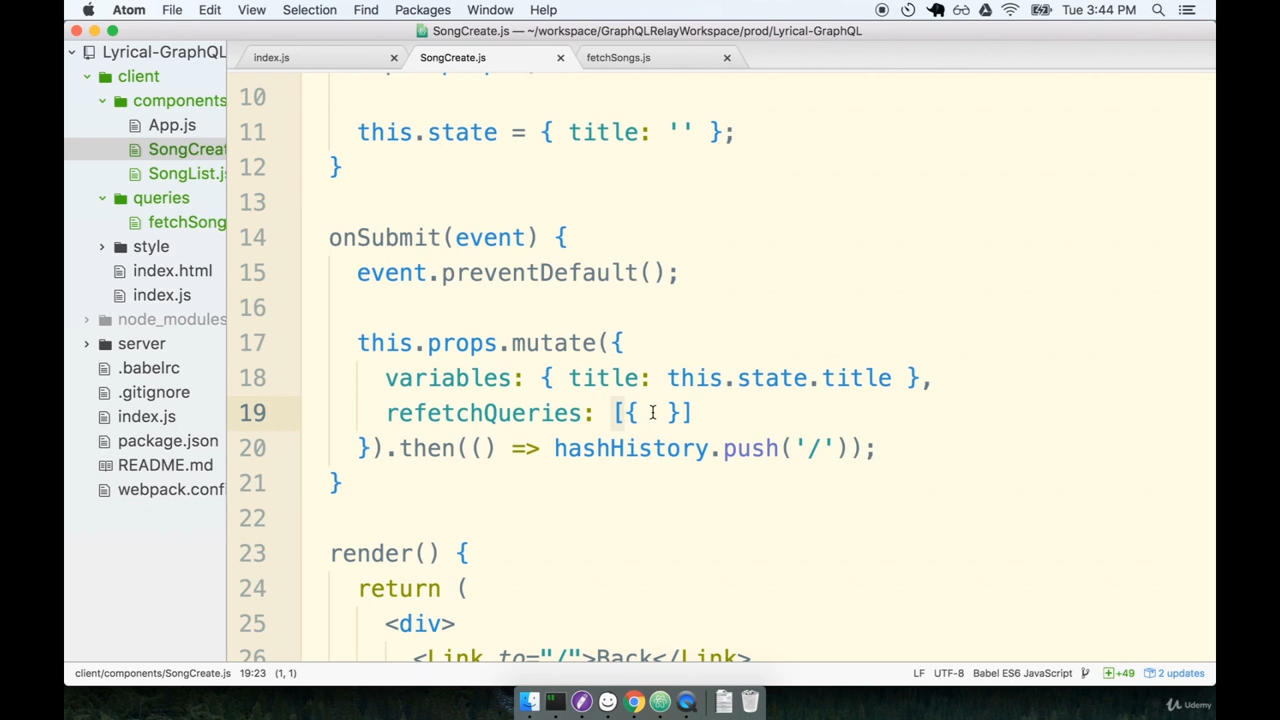 Atom File Edit View Selection Find Packages Window Help Tue 3:44 PM
SongCreate.js — ~/workspace/GraphQLRelayWorkspace/prod/Lyrical-GraphQL
Lyrical-GraphQL
client
components
App.js
SongCreat
SongList.js
queries
fetchSong
style
index.html
index.js
node_modules
server
.babelrc
.gitignore
index.js
package.json
README.md
webpack.confi
index.js SongCreate.js fetchSongs.js
10
11 this.state = { title: '' };
12 }
13
14 onSubmit(event) {
15 event.preventDefault();
16
17 this.props.mutate({
18 variables: { title: this.state.title },
19 refetchQueries: [{ }]
20 }).then(() => hashHistory.push('/'));
21 }
22
23 render() {
24 return (
25 <div>
26 <Link to="/">Back</Link>
client/components/SongCreate.js 19:23 (1, 1) LF UTF-8 Babel ES6 JavaScript +49 2 updates
Udemy